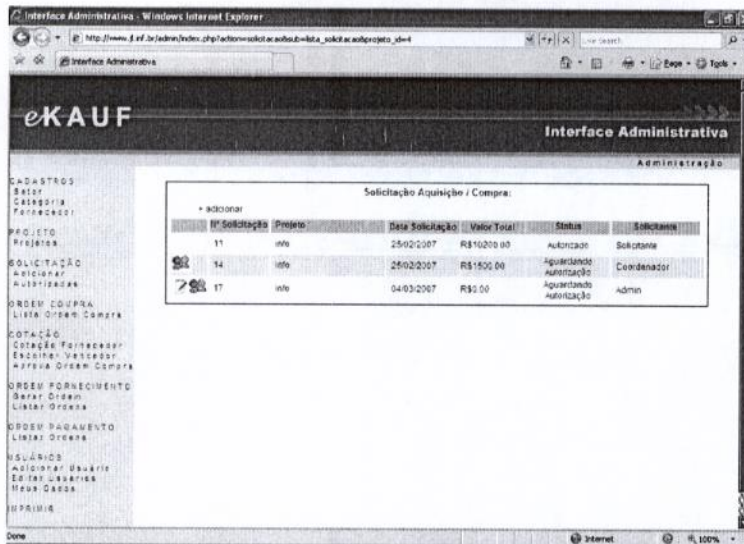 Interface Administrativa - Windows Internet Explorer
Live Search
Interface Administrativa
Page
Tools
eKAUF
Interface Administrativa
Administração
CADASTROS
Setor
Categoria
Fornecedor
PROJETO
Projetos
SOLICITAÇÃO
Adicionar
Autorizadas
ORDEM COMPRA
Lista Ordem Compra
COTAÇÃO
Cotação Fornecedor
Escolher Vencedor
Aprova Ordem Compra
ORDEM FORNECIMENTO
Gerar Ordem
Listar Ordens
ORDEM PAGAMENTO
Listar Ordens
USUÁRIOS
Adicionar Usuário
Editar Usuários
Meus Dados
IMPRIMIR
Solicitação Aquisição / Compra:
+ adicionar
Nº Solicitação Projeto Data Solicitação Valor Total Status Solicitante
11 info 25/02/2007 R$10200.00 Autorizado Solicitante
14 info 25/02/2007 R$1500.00 Aguardando Autorização Coordenador
17 info 04/03/2007 R$0.00 Aguardando Autorização Admin
Done
Internet
100%